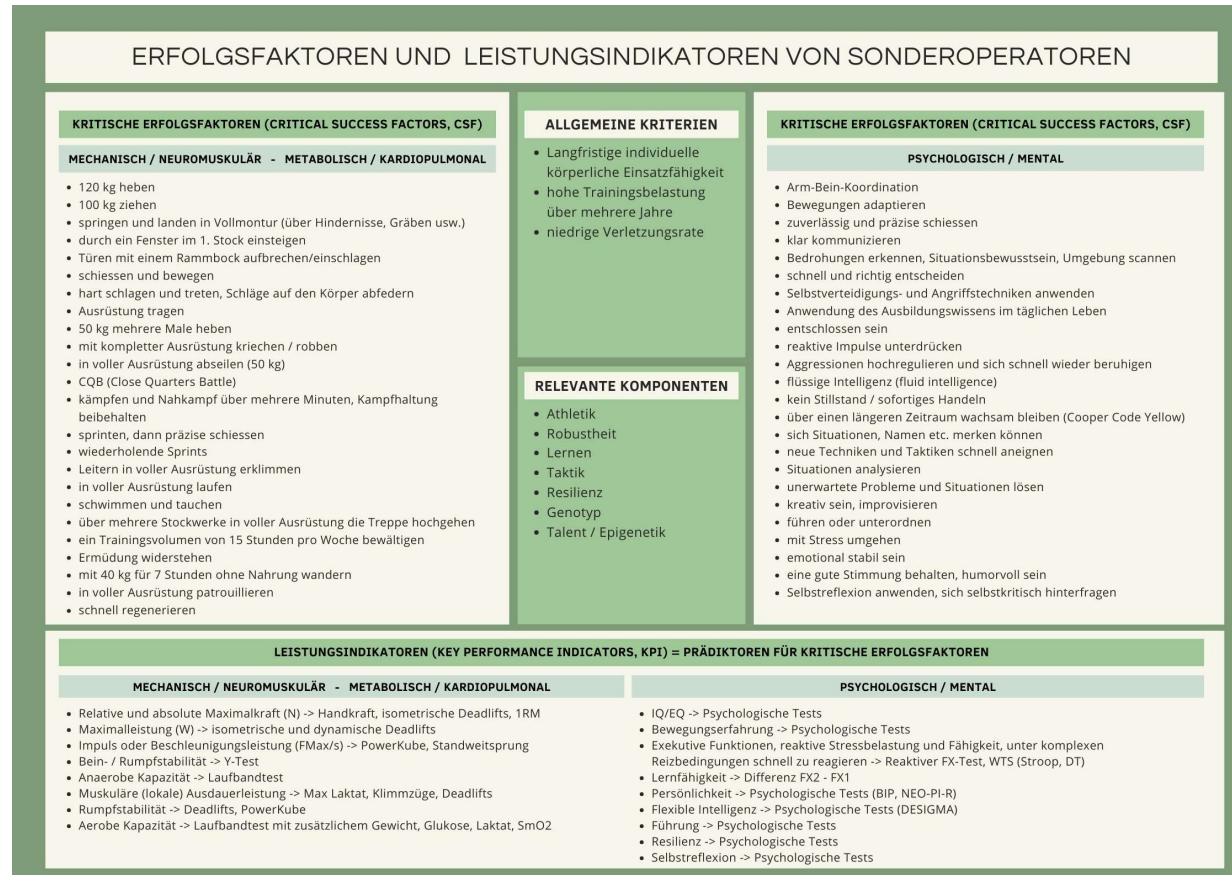 ERFOLGSFAKTOREN UND LEISTUNGSINDIKATOREN VON SONDEROPERATOREN
KRITISCHE ERFOLGSFAKTOREN (CRITICAL SUCCESS FACTORS, CSF)
MECHANISCH / NEUROMUSKULÄR - METABOLISCH / KARDIOPULMONAL
• 120 kg heben
• 100 kg ziehen
• springen und landen in Vollmontur (über Hindernisse, Gräben usw.)
• durch ein Fenster im 1. Stock einsteigen
• Türen mit einem Rammbock aufbrechen/einschlagen
• schiessen und bewegen
• hart schlagen und treten, Schläge auf den Körper abfedern
• Ausrüstung tragen
• 50 kg mehrere Male heben
• mit kompletter Ausrüstung kriechen / robben
• in voller Ausrüstung abseilen (50 kg)
• CQB (Close Quarters Battle)
• kämpfen und Nahkampf über mehrere Minuten, Kampfhaltung
beibehalten
• sprinten, dann präzise schiessen
• wiederholende Sprints
• Leitern in voller Ausrüstung erklimmen
• in voller Ausrüstung laufen
• schwimmen und tauchen
• über mehrere Stockwerke in voller Ausrüstung die Treppe hochgehen
• ein Trainingsvolumen von 15 Stunden pro Woche bewältigen
• Ermüdung widerstehen
• mit 40 kg für 7 Stunden ohne Nahrung wandern
• in voller Ausrüstung patrouillieren
• schnell regenerieren
ALLGEMEINE KRITERIEN
• Langfristige individuelle
körperliche Einsatzfähigkeit
• hohe Trainingsbelastung
über mehrere Jahre
• niedrige Verletzungsrate
RELEVANTE KOMPONENTEN
• Athletik
• Robustheit
• Lernen
• Taktik
• Resilienz
• Genotyp
• Talent / Epigenetik
KRITISCHE ERFOLGSFAKTOREN (CRITICAL SUCCESS FACTORS, CSF)
PSYCHOLOGISCH / MENTAL
• Arm-Bein-Koordination
• Bewegungen adaptieren
• zuverlässig und präzise schiessen
• klar kommunizieren
• Bedrohungen erkennen, Situationsbewusstsein, Umgebung scannen
• schnell und richtig entscheiden
• Selbstverteidigungs- und Angriffstechniken anwenden
• Anwendung des Ausbildungswissens im täglichen Leben
• entschlossen sein
• reaktive Impulse unterdrücken
• Aggressionen hochregulieren und sich schnell wieder beruhigen
• flüssige Intelligenz (fluid intelligence)
• kein Stillstand / sofortiges Handeln
• über einen längeren Zeitraum wachsam bleiben (Cooper Code Yellow)
• sich Situationen, Namen etc. merken können
• neue Techniken und Taktiken schnell aneignen
• Situationen analysieren
• unerwartete Probleme und Situationen lösen
• kreativ sein, improvisieren
• führen oder unterordnen
• mit Stress umgehen
• emotional stabil sein
• eine gute Stimmung behalten, humorvoll sein
• Selbstreflexion anwenden, sich selbstkritisch hinterfragen
LEISTUNGSINDIKATOREN (KEY PERFORMANCE INDICATORS, KPI) = PRÄDIKTOREN FÜR KRITISCHE ERFOLGSFAKTOREN
MECHANISCH / NEUROMUSKULÄR - METABOLISCH / KARDIOPULMONAL
• Relative und absolute Maximalkraft (N) -> Handkraft, isometrische Deadlifts, 1RM
• Maximalleistung (W) -> isometrische und dynamische Deadlifts
• Impuls oder Beschleunigungsleistung (FMax/s) -> PowerKube, Standweitsprung
• Bein- / Rumpfstabilität -> Y-Test
• Anaerobe Kapazität -> Laufbandtest
• Muskuläre (lokale) Ausdauerleistung -> Max Laktat, Klimmzüge, Deadlifts
• Rumpfstabilität -> Deadlifts, PowerKube
• Aerobe Kapazität -> Laufbandtest mit zusätzlichem Gewicht, Glukose, Laktat, SmO2
PSYCHOLOGISCH / MENTAL
• IQ/EQ -> Psychologische Tests
• Bewegungserfahrung -> Psychologische Tests
• Exekutive Funktionen, reaktive Stressbelastung und Fähigkeit, unter komplexen
Reizbedingungen schnell zu reagieren -> Reaktiver FX-Test, WTS (Stroop, DT)
• Lernfähigkeit -> Differenz FX2 - FX1
• Persönlichkeit -> Psychologische Tests (BIP, NEO-PI-R)
• Flexible Intelligenz -> Psychologische Tests (DESIGMA)
• Führung -> Psychologische Tests
• Resilienz -> Psychologische Tests
• Selbstreflexion -> Psychologische Tests